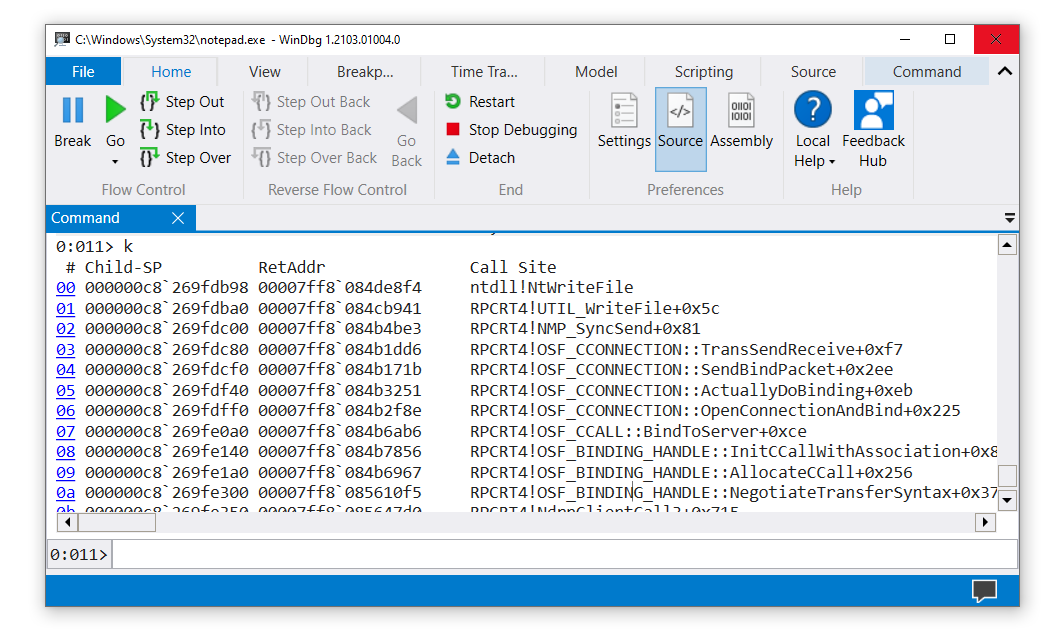 C:\Windows\System32\notepad.exe - WinDbg 1.2103.01004.0
File Home View Breakp... Time Tra... Model Scripting Source Command
Break Go Step Out Step Into Step Over
Flow Control
Step Out Back Step Into Back Step Over Back Go Back
Reverse Flow Control
Restart Stop Debugging Detach
End
Settings Source Assembly
Preferences
Local Help Feedback Hub
Help
Command
0:011> k
# Child-SP RetAddr Call Site
00 000000c8`269fdb98 00007ff8`084de8f4 ntdll!NtWriteFile
01 000000c8`269fdba0 00007ff8`084cb941 RPCRT4!UTIL_WriteFile+0x5c
02 000000c8`269fdc00 00007ff8`084b4be3 RPCRT4!NMP_SyncSend+0x81
03 000000c8`269fdc80 00007ff8`084b1dd6 RPCRT4!OSF_CCONNECTION::TransSendReceive+0xf7
04 000000c8`269fdcf0 00007ff8`084b171b RPCRT4!OSF_CCONNECTION::SendBindPacket+0x2ee
05 000000c8`269fdf40 00007ff8`084b3251 RPCRT4!OSF_CCONNECTION::ActuallyDoBinding+0xeb
06 000000c8`269fdff0 00007ff8`084b2f8e RPCRT4!OSF_CCONNECTION::OpenConnectionAndBind+0x225
07 000000c8`269fe0a0 00007ff8`084b6ab6 RPCRT4!OSF_CCALL::BindToServer+0xce
08 000000c8`269fe140 00007ff8`084b7856 RPCRT4!OSF_BINDING_HANDLE::InitCCallWithAssociation+0x8
09 000000c8`269fe1a0 00007ff8`084b6967 RPCRT4!OSF_BINDING_HANDLE::AllocateCCall+0x256
0a 000000c8`269fe300 00007ff8`085610f5 RPCRT4!OSF_BINDING_HANDLE::NegotiateTransferSyntax+0x37
0b 000000c8`269fe350 00007ff8`085647d0 RPCRT4!NdrpClientCall3+0x715
0:011>